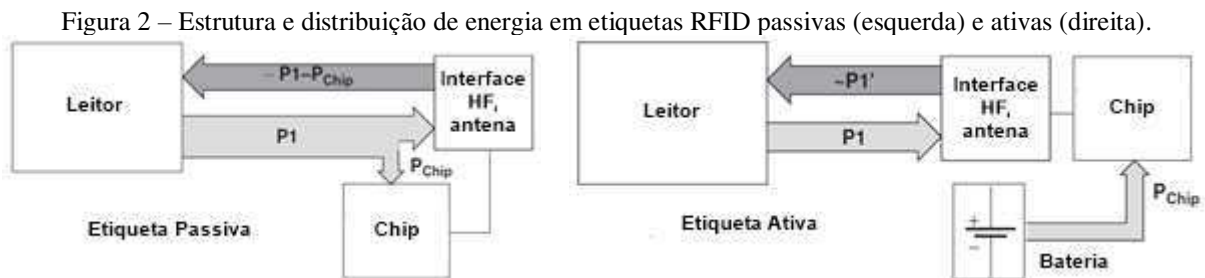 Figura 2 – Estrutura e distribuição de energia em etiquetas RFID passivas (esquerda) e ativas (direita).
Leitor
~ P1-PChip
P1
Interface
HF,
antena
PChip
Chip
Etiqueta Passiva
Leitor
~P1'
P1
Interface
HF,
antena
Chip
PChip
+
–
Bateria
Etiqueta Ativa